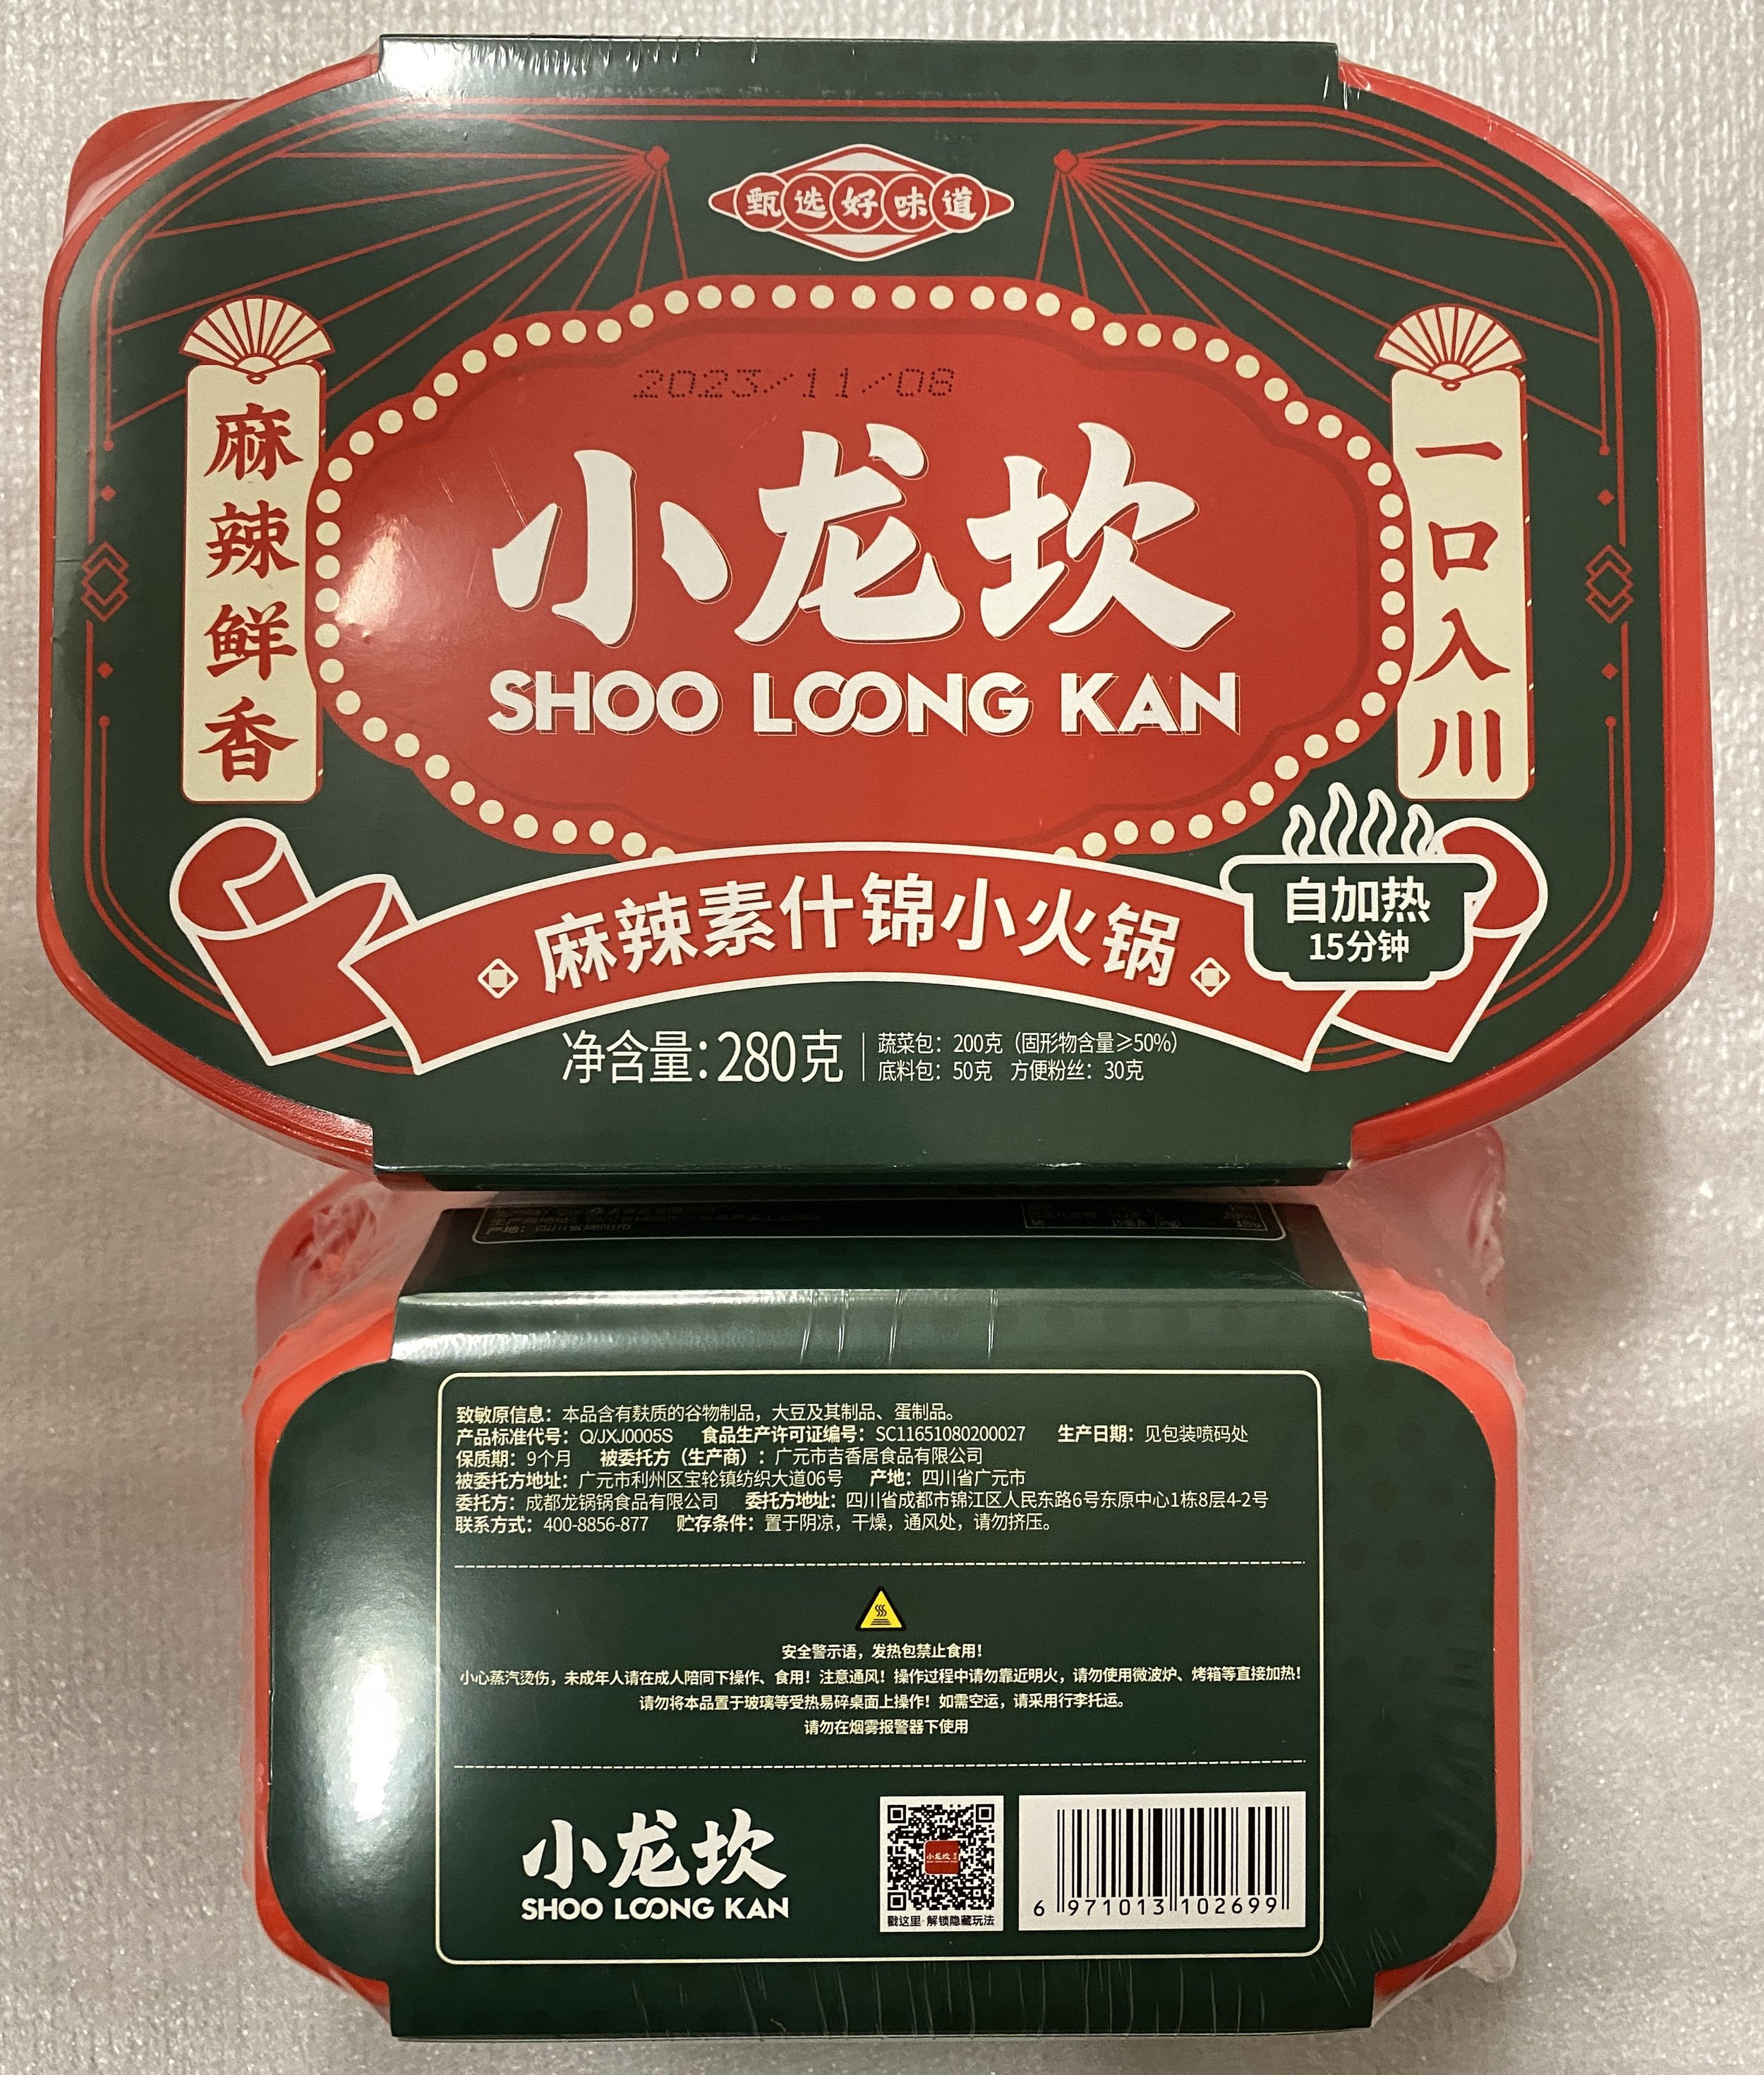 甄选好味道
2023/11/08
麻辣鲜香
一口入川
小龙坎
SHOO LOONG KAN
麻辣素什锦小火锅
自加热
15分钟
净含量:280克
蔬菜包：200克（固形物含量≥50%）
底料包：50克 方便粉丝：30克
致敏原信息：本品含有麸质的谷物制品，大豆及其制品、蛋制品。
产品标准代号：Q/JXJ0005S 食品生产许可证编号：SC11651080200027 生产日期：见包装喷码处
保质期：9个月 被委托方（生产商）：广元市吉香居食品有限公司
被委托方地址：广元市利州区宝轮镇纺织大道06号 产地：四川省广元市
委托方：成都龙锅锅食品有限公司 委托方地址：四川省成都市锦江区人民东路6号东原中心1栋8层4-2号
联系方式：400-8856-877 贮存条件：置于阴凉，干燥，通风处，请勿挤压。
安全警示语，发热包禁止食用！
小心蒸汽烫伤，未成年人请在成人陪同下操作、食用！注意通风！操作过程中请勿靠近明火，请勿使用微波炉、烤箱等直接加热！
请勿将本品置于玻璃等受热易碎桌面上操作！如需空运，请采用行李托运。
请勿在烟雾报警器下使用
小龙坎
SHOO LOONG KAN
小龙坎
戳这里·解锁隐藏玩法
6 971013 102699